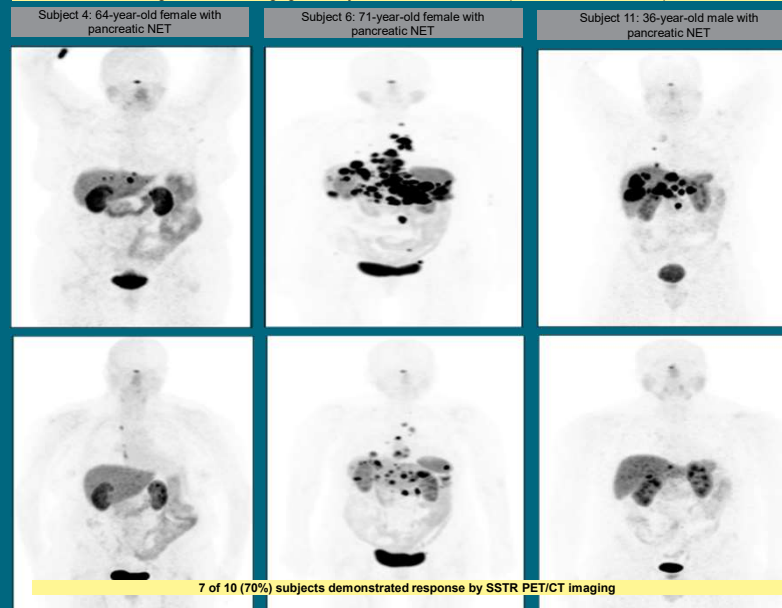 Subject 4: 64-year-old female with
pancreatic NET
Subject 6: 71-year-old female with
pancreatic NET
Subject 11: 36-year-old male with
pancreatic NET
7 of 10 (70%) subjects demonstrated response by SSTR PET/CT imaging